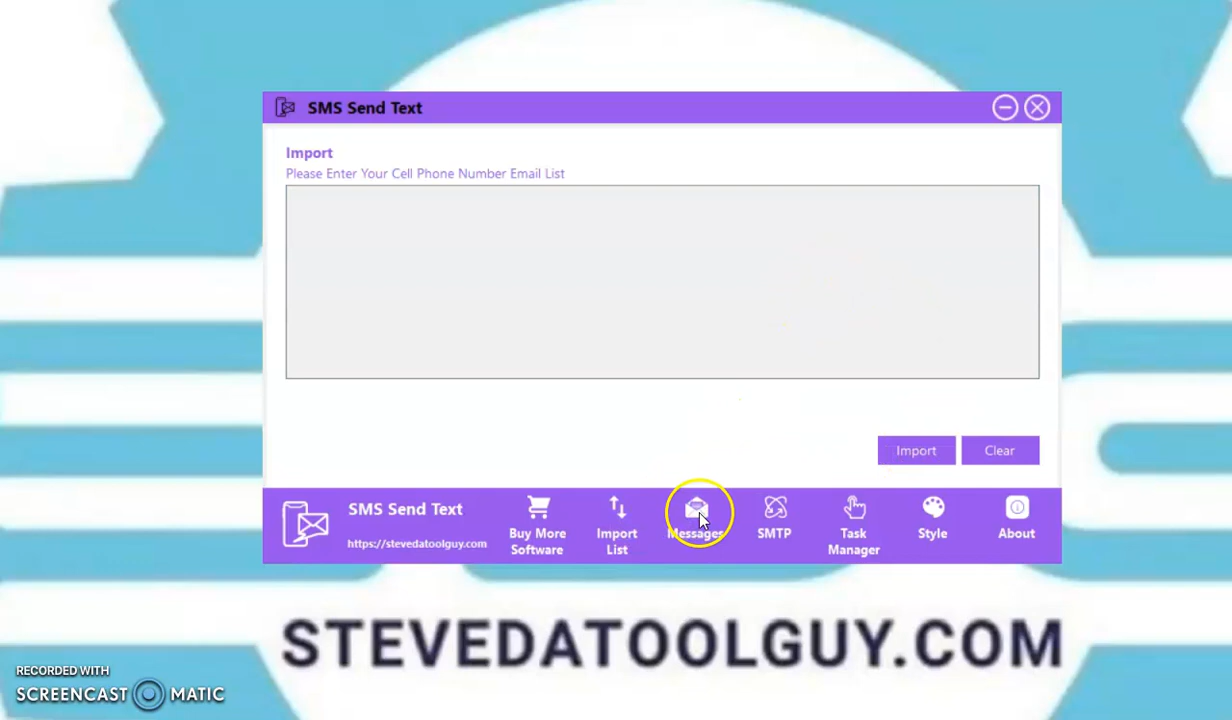 SMS Send Text
Import
Please Enter Your Cell Phone Number Email List
Import
Clear
SMS Send Text
https://stevedatoolguy.com
Buy More
Software
Import
List
Messages
SMTP
Task
Manager
Style
About
STEVEDATOOLGUY.COM
RECORDED WITH
SCREENCAST MATIC